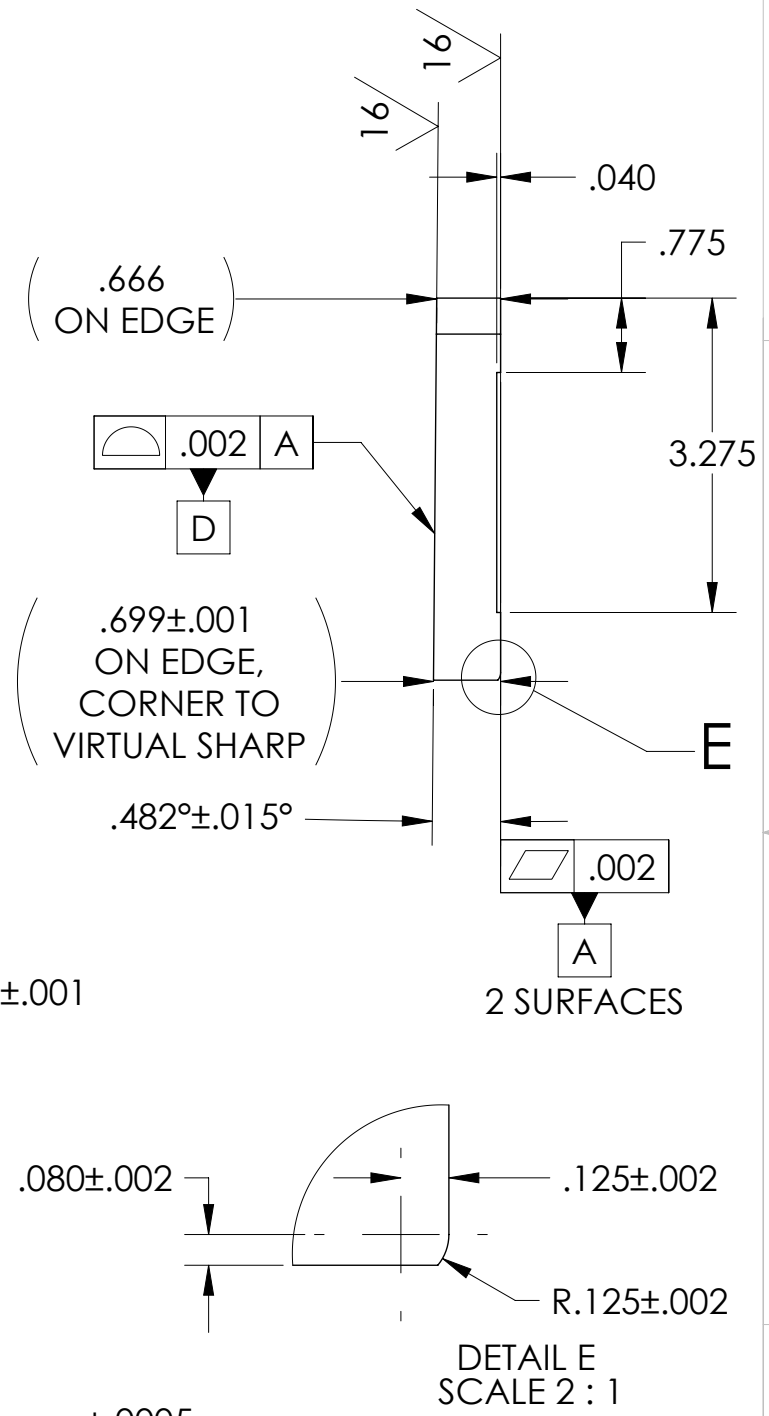 16
16
.040
.775
.666
ON EDGE
.002 A
D
3.275
.699±.001
ON EDGE,
CORNER TO
VIRTUAL SHARP
E
.482°±.015°
.002
A
2 SURFACES
±.001
.080±.002
.125±.002
R.125±.002
DETAIL E
SCALE 2 : 1